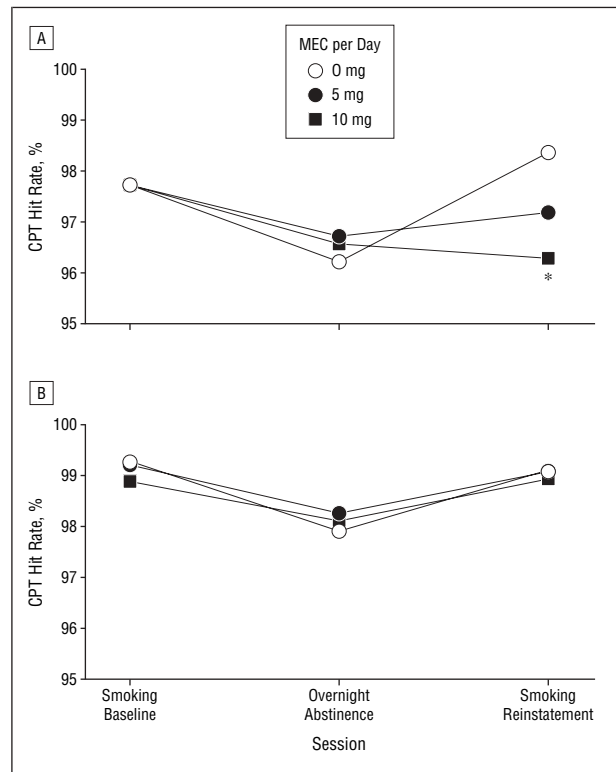 A
MEC per Day
0 mg
5 mg
10 mg
CPT Hit Rate, %
100
99
98
97
96
95
*
B
CPT Hit Rate, %
100
99
98
97
96
95
Smoking
Baseline
Overnight
Abstinence
Smoking
Reinstatement
Session